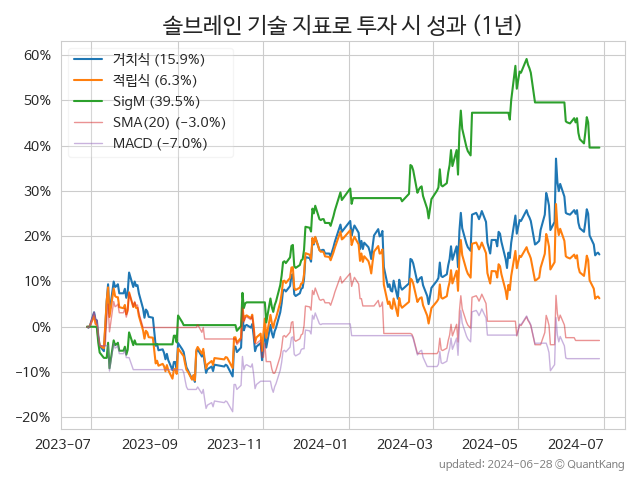 솔브레인 기술 지표로 투자 시 성과 (1년)
60%
50%
40%
30%
20%
10%
0%
−10%
−20%
거치식 (15.9%)
적립식 (6.3%)
SigM (39.5%)
SMA(20) (−3.0%)
MACD (−7.0%)
2023-07
2023-09
2023-11
2024-01
2024-03
2024-05
2024-07
updated: 2024-06-28 © QuantKang